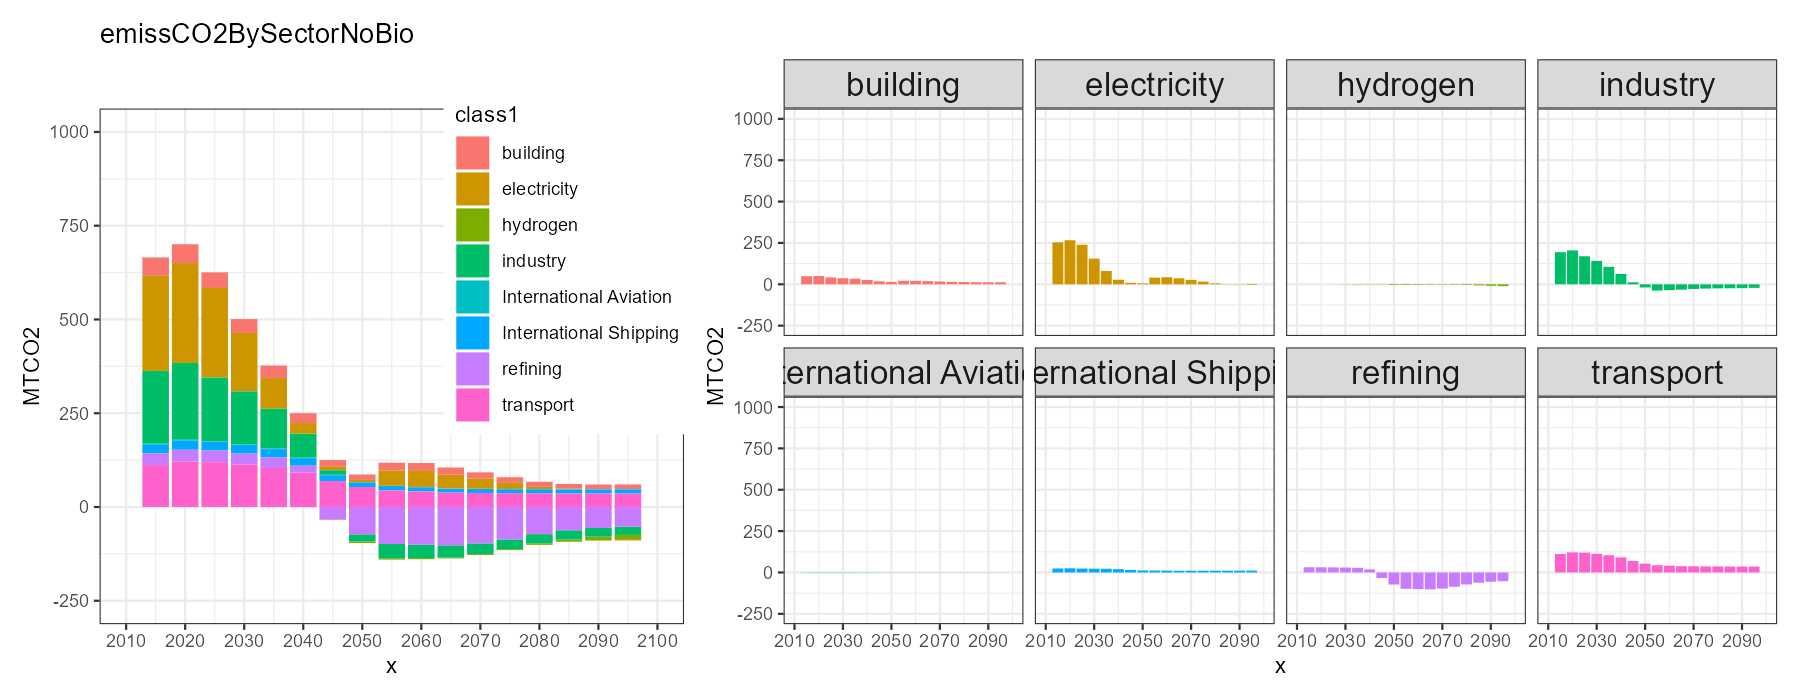 emissCO2BySectorNoBio
MTCO2
1000
750
500
250
0
-250
2010 2020 2030 2040 2050 2060 2070 2080 2090 2100
x
class1
building
electricity
hydrogen
industry
International Aviation
International Shipping
refining
transport
MTCO2
building electricity hydrogen industry
1000
750
500
250
0
-250
ternational Aviatio ernational Shippi refining transport
1000
750
500
250
0
-250
2010 2030 2050 2070 2090 2010 2030 2050 2070 2090 2010 2030 2050 2070 2090 2010 2030 2050 2070 2090
x